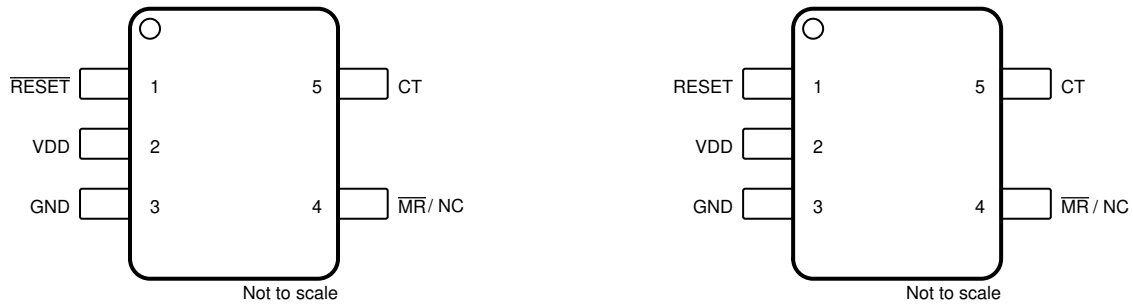 RESET 1 5 CT
VDD 2
GND 3 4 MR / NC
Not to scale
RESET 1 5 CT
VDD 2
GND 3 4 MR / NC
Not to scale